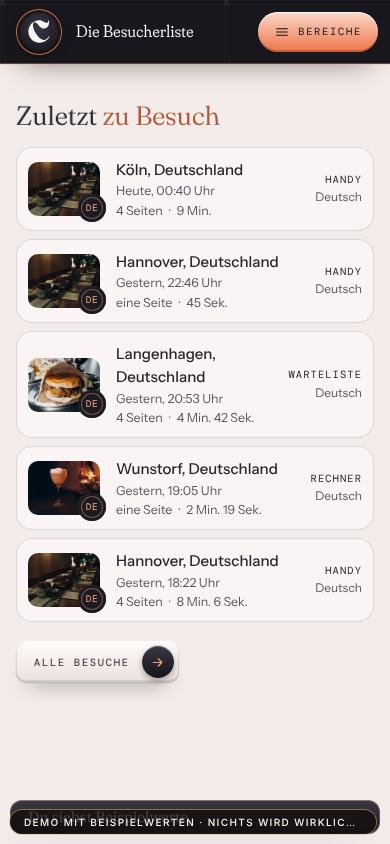 C
Die Besucherliste
BEREICHE
Zuletzt zu Besuch
Köln, Deutschland
Heute, 00:40 Uhr
4 Seiten · 9 Min.
HANDY
Deutsch
DE
Hannover, Deutschland
Gestern, 22:46 Uhr
eine Seite · 45 Sek.
HANDY
Deutsch
DE
Langenhagen,
Deutschland
Gestern, 20:53 Uhr
4 Seiten · 4 Min. 42 Sek.
WARTELISTE
Deutsch
DE
Wunstorf, Deutschland
Gestern, 19:05 Uhr
eine Seite · 2 Min. 19 Sek.
RECHNER
Deutsch
DE
Hannover, Deutschland
Gestern, 18:22 Uhr
4 Seiten · 8 Min. 6 Sek.
HANDY
Deutsch
DE
ALLE BESUCHE
Du siehst Beispielwerte
DEMO MIT BEISPIELWERTEN · NICHTS WIRD WIRKLIC…